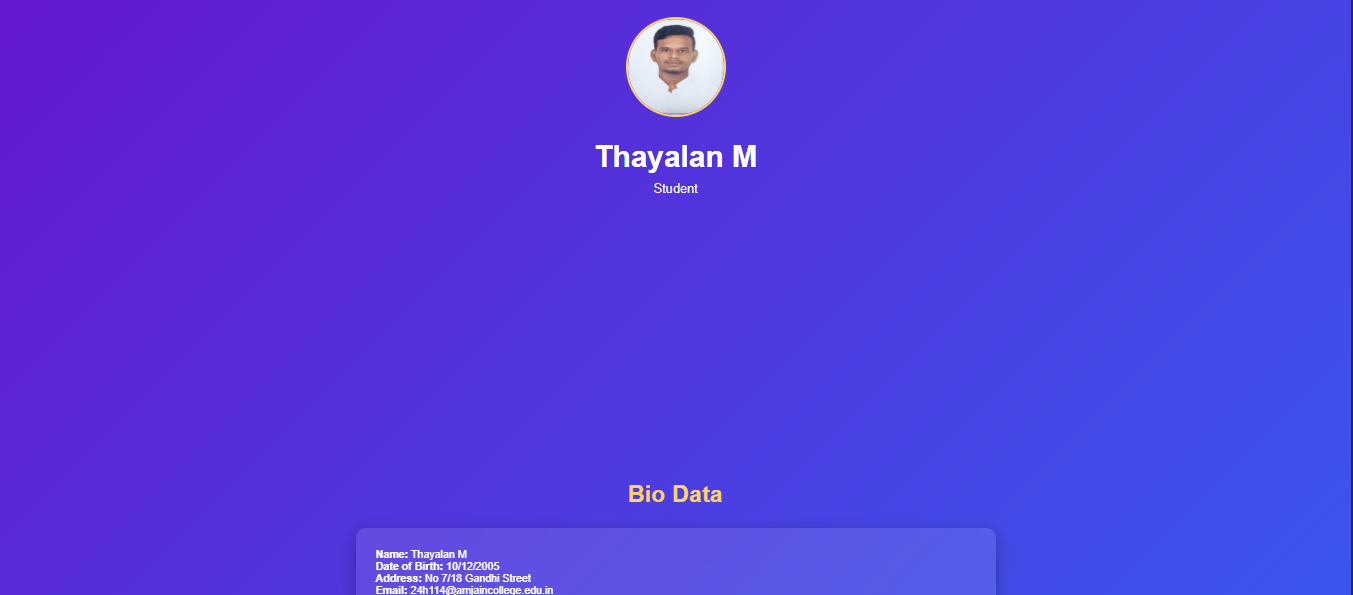 Thayalan M
Student
Bio Data
Name: Thayalan M
Date of Birth: 10/12/2005
Address: No 7/18 Gandhi Street
Email: 24h114@amjaincollege.edu.in